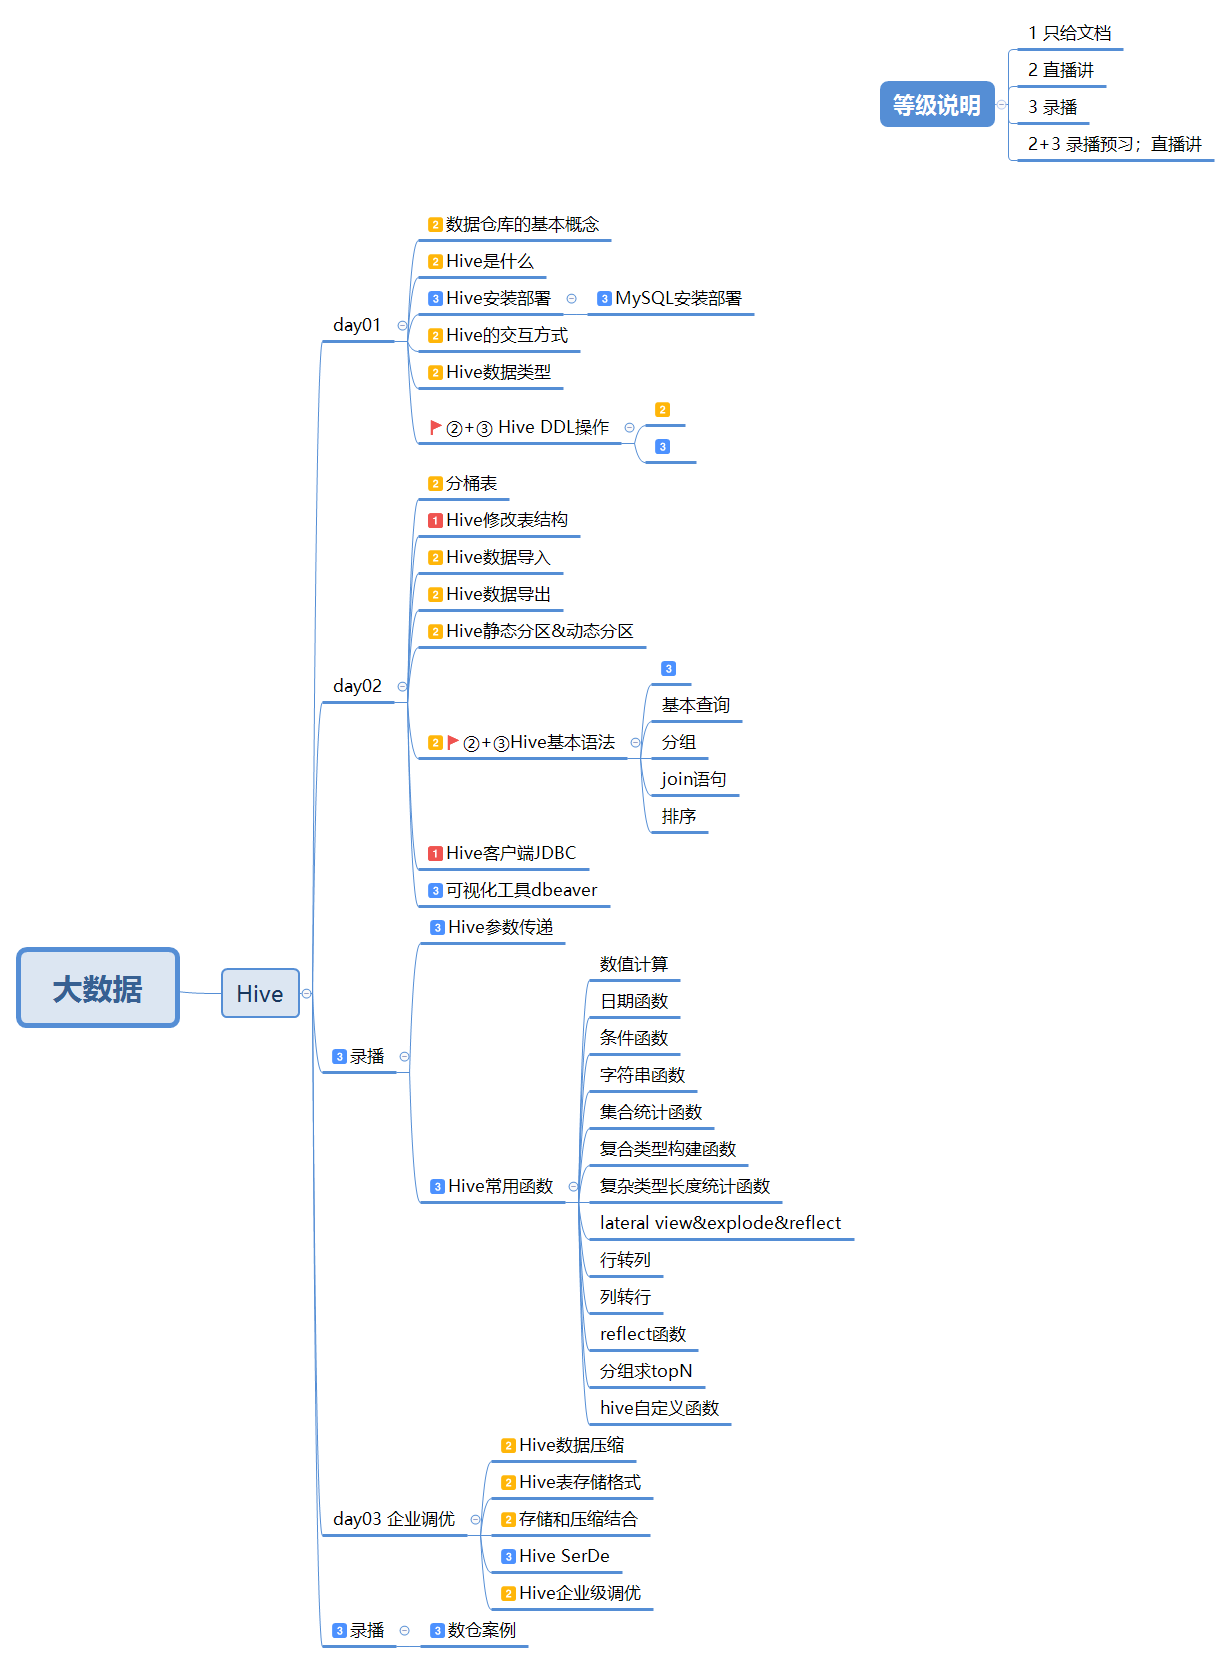 1 只给文档
2 直播讲
等级说明
3 录播
2+3 录播预习；直播讲
2 数据仓库的基本概念
2 Hive是什么
3 Hive安装部署
3 MySQL安装部署
day01
2 Hive的交互方式
2 Hive数据类型
②+③ Hive DDL操作
2
3
2 分桶表
1 Hive修改表结构
2 Hive数据导入
2 Hive数据导出
2 Hive静态分区&动态分区
day02
2 ②+③Hive基本语法
3
基本查询
分组
join语句
排序
1 Hive客户端JDBC
3 可视化工具dbeaver
大数据
Hive
3 录播
3 Hive参数传递
3 Hive常用函数
数值计算
日期函数
条件函数
字符串函数
集合统计函数
复合类型构建函数
复杂类型长度统计函数
lateral view&explode&reflect
行转列
列转行
reflect函数
分组求topN
hive自定义函数
day03 企业调优
2 Hive数据压缩
2 Hive表存储格式
2 存储和压缩结合
3 Hive SerDe
2 Hive企业级调优
3 录播
3 数仓案例